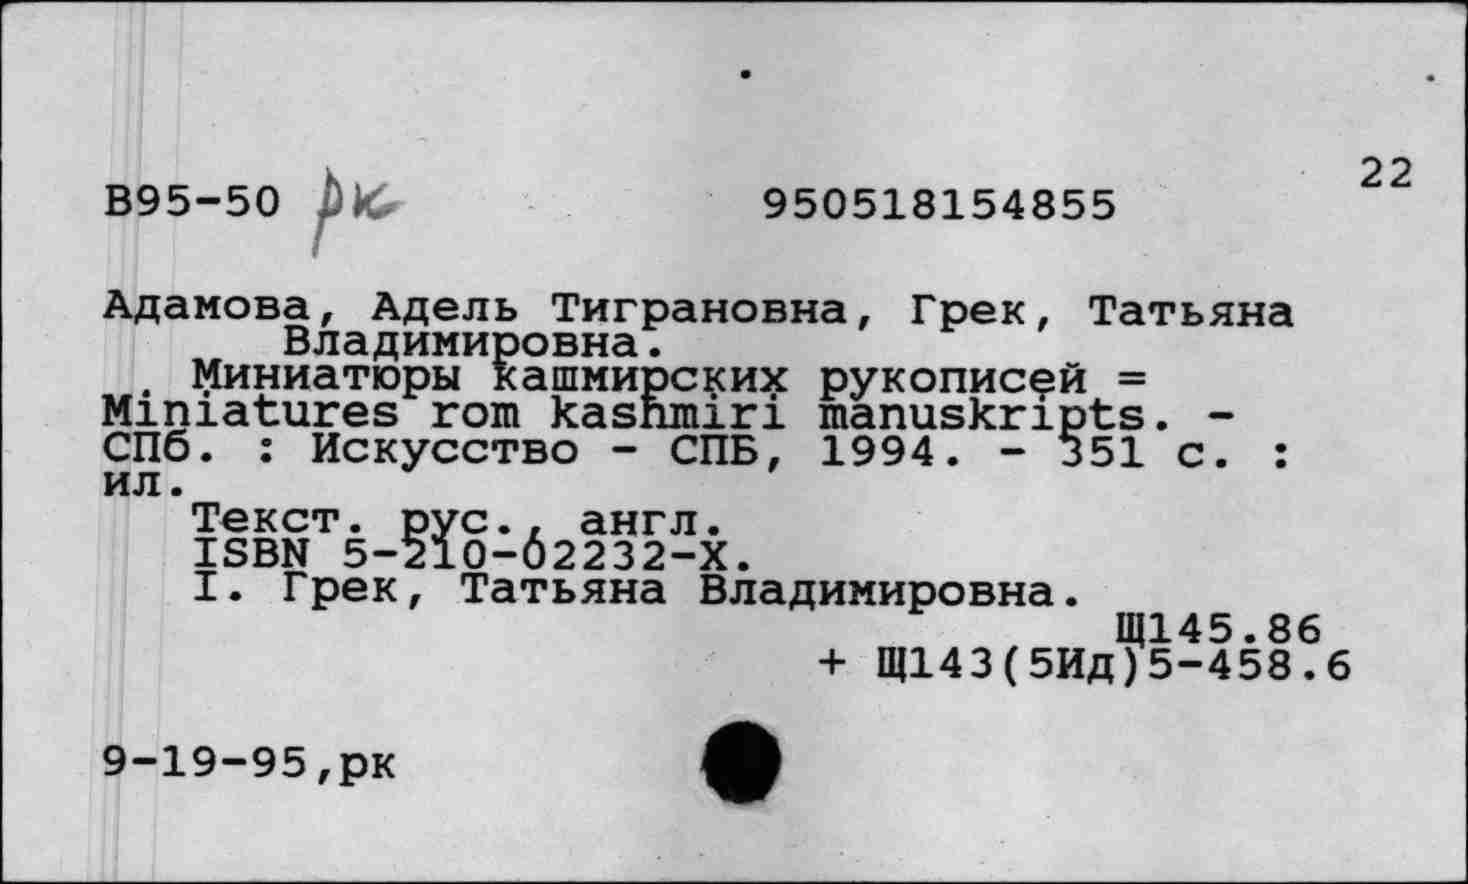 22
В95-50 рк 950518154855
Адамова, Адель Тиграновна, Грек, Татьяна
Владимировна.
Миниатюры кашмирских рукописей =
Miniatures rom kashmiri manuskripts. -
СПб. : Искусство - СПБ, 1994. - 351 с. :
ил.
Текст. рус., англ.
ISBN 5-210-02232-X.
I. Грек, Татьяна Владимировна.
Щ145.86
+ Щ143(5Ид)5-458.6
9-19-95,рк